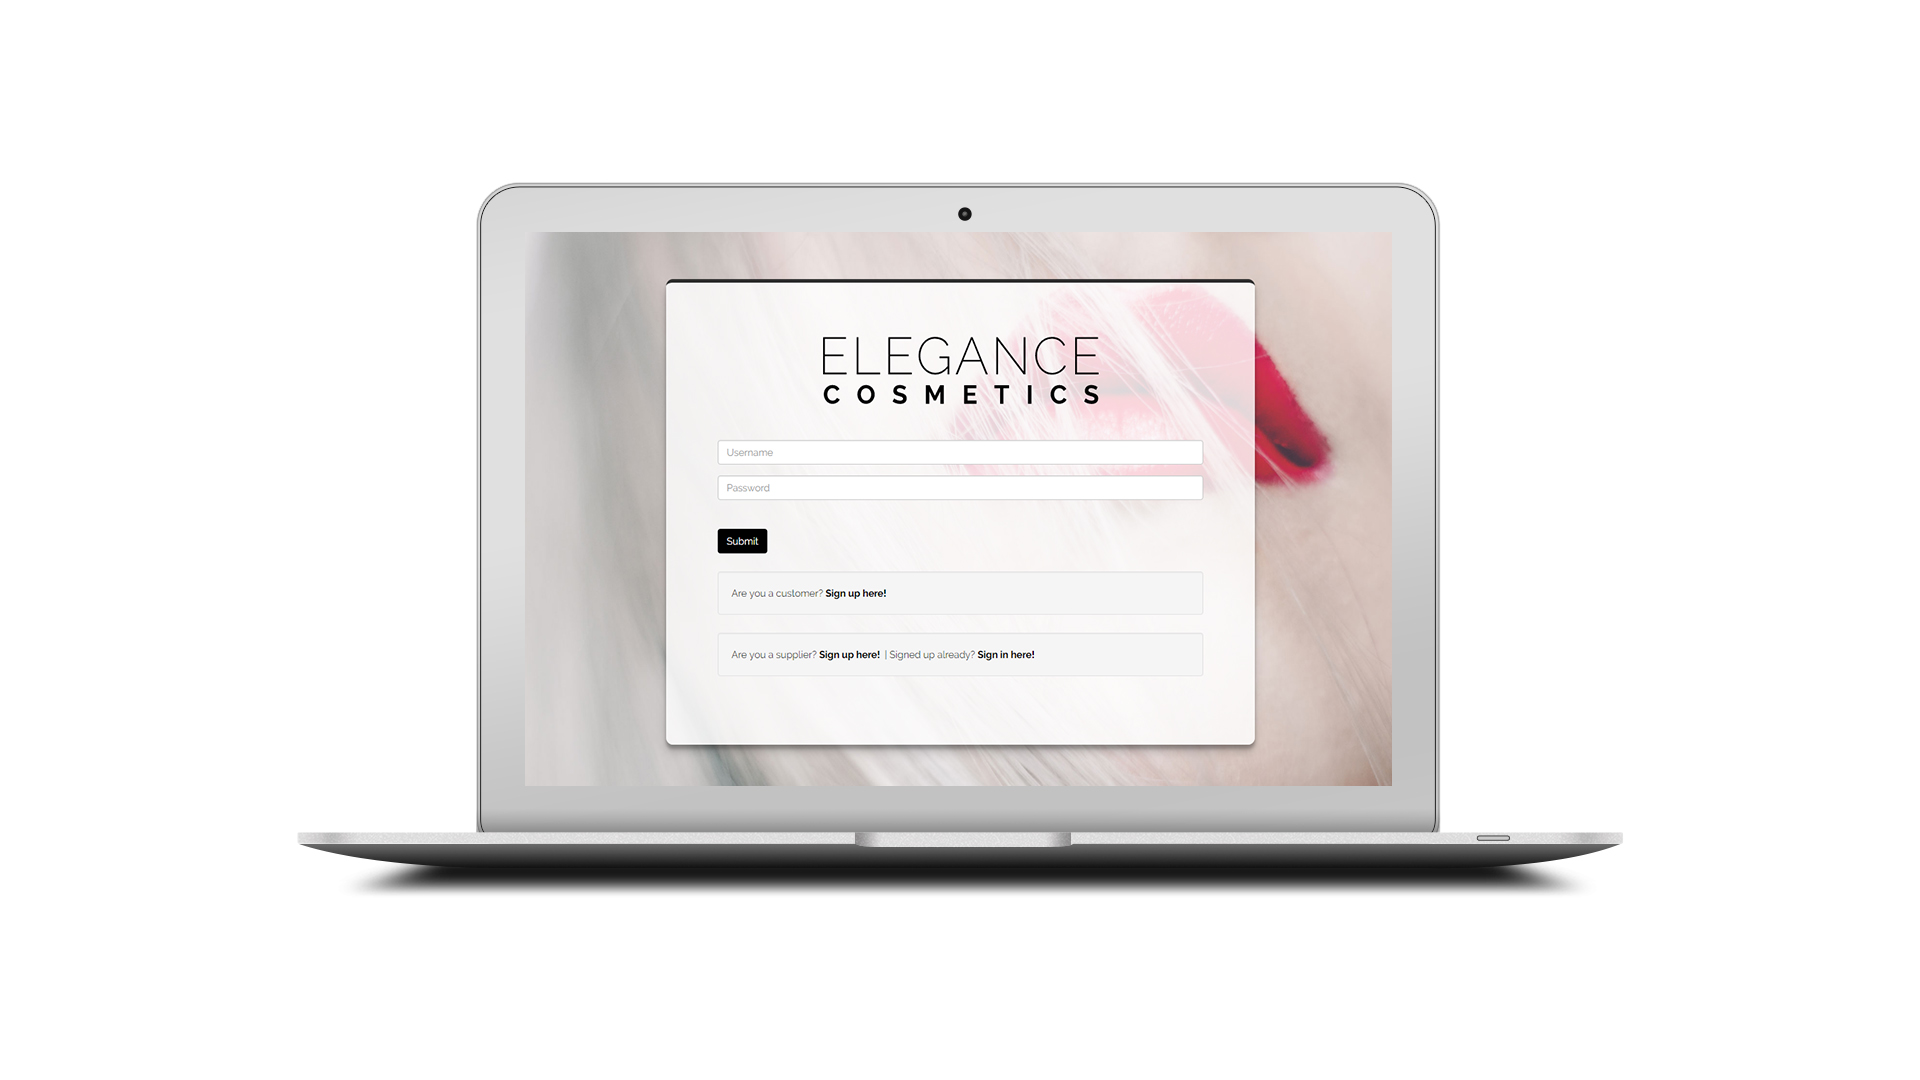 ELEGANCE
COSMETICS
Username
Password
Submit
Are you a customer? Sign up here!
Are you a supplier? Sign up here! | Signed up already? Sign in here!